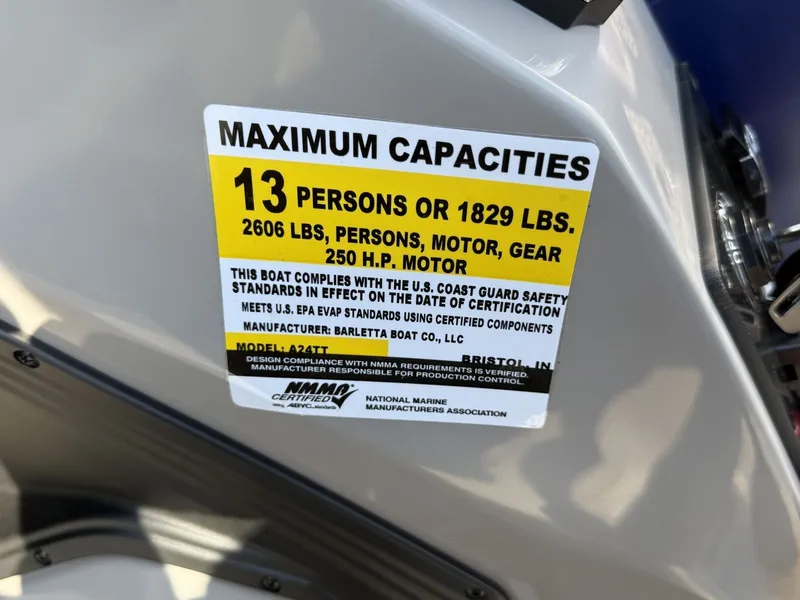 MAXIMUM CAPACITIES
13 PERSONS OR 1829 LBS.
2606 LBS, PERSONS, MOTOR, GEAR
250 H.P. MOTOR
THIS BOAT COMPLIES WITH THE U.S. COAST GUARD SAFETY
STANDARDS IN EFFECT ON THE DATE OF CERTIFICATION
MEETS U.S. EPA EVAP STANDARDS USING CERTIFIED COMPONENTS
MANUFACTURER: BARLETTA BOAT CO., LLC
MODEL: A24TT BRISTOL, IN
DESIGN COMPLIANCE WITH NMMA REQUIREMENTS IS VERIFIED.
MANUFACTURER RESPONSIBLE FOR PRODUCTION CONTROL.
NMMA
CERTIFIED
using ABYC standards
NATIONAL MARINE
MANUFACTURERS ASSOCIATION